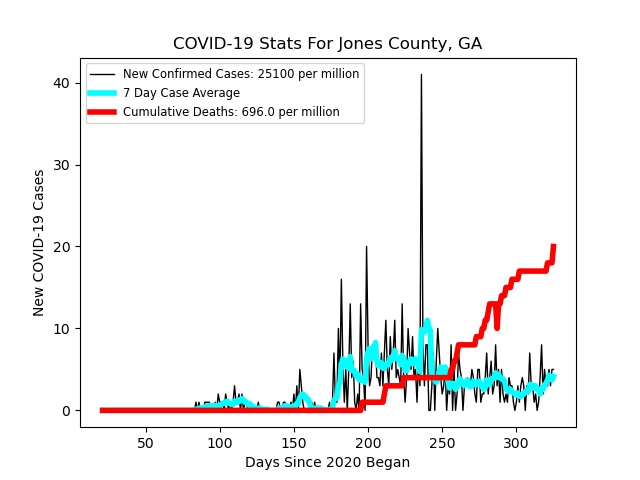 COVID-19 Stats For Jones County, GA
New Confirmed Cases: 25100 per million
7 Day Case Average
Cumulative Deaths: 696.0 per million
New COVID-19 Cases
40
30
20
10
0
50 100 150 200 250 300
Days Since 2020 Began